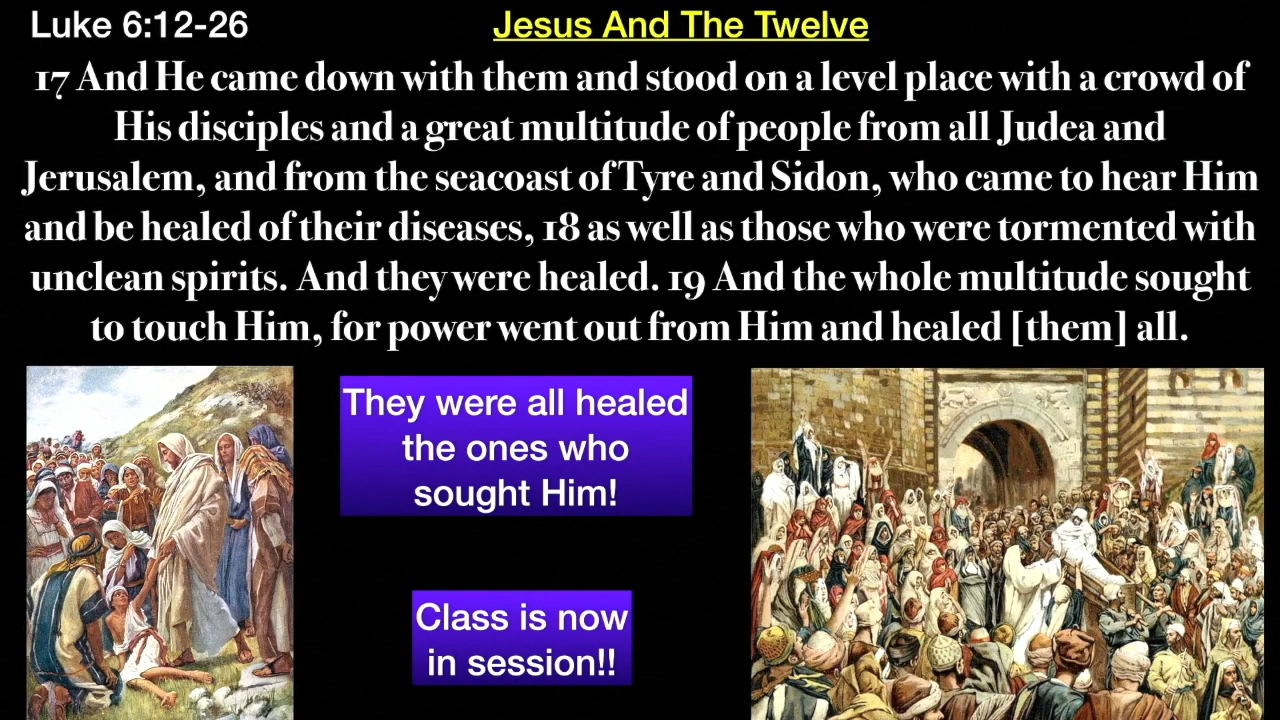 Luke 6:12-26
Jesus And The Twelve
17 And He came down with them and stood on a level place with a crowd of
His disciples and a great multitude of people from all Judea and
Jerusalem, and from the seacoast of Tyre and Sidon, who came to hear Him
and be healed of their diseases, 18 as well as those who were tormented with
unclean spirits. And they were healed. 19 And the whole multitude sought
to touch Him, for power went out from Him and healed [them] all.
They were all healed
the ones who
sought Him!
Class is now
in session!!